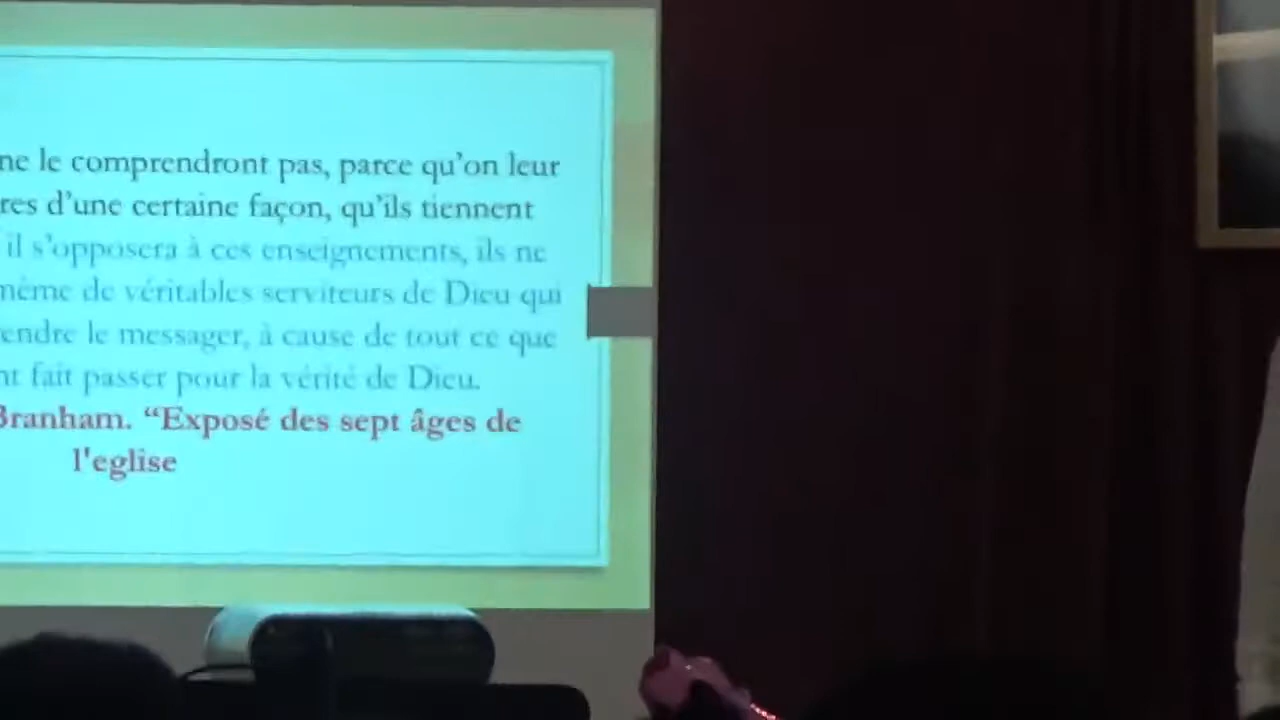 ne le comprendront pas, parce qu'on leur
res d'une certaine façon, qu'ils tiennent
il s'opposera à ces enseignements, ils ne
même de véritables serviteurs de Dieu qui
endre le messager, à cause de tout ce que
nt fait passer pour la vérité de Dieu.
Branham. “Exposé des sept âges de
l'eglise